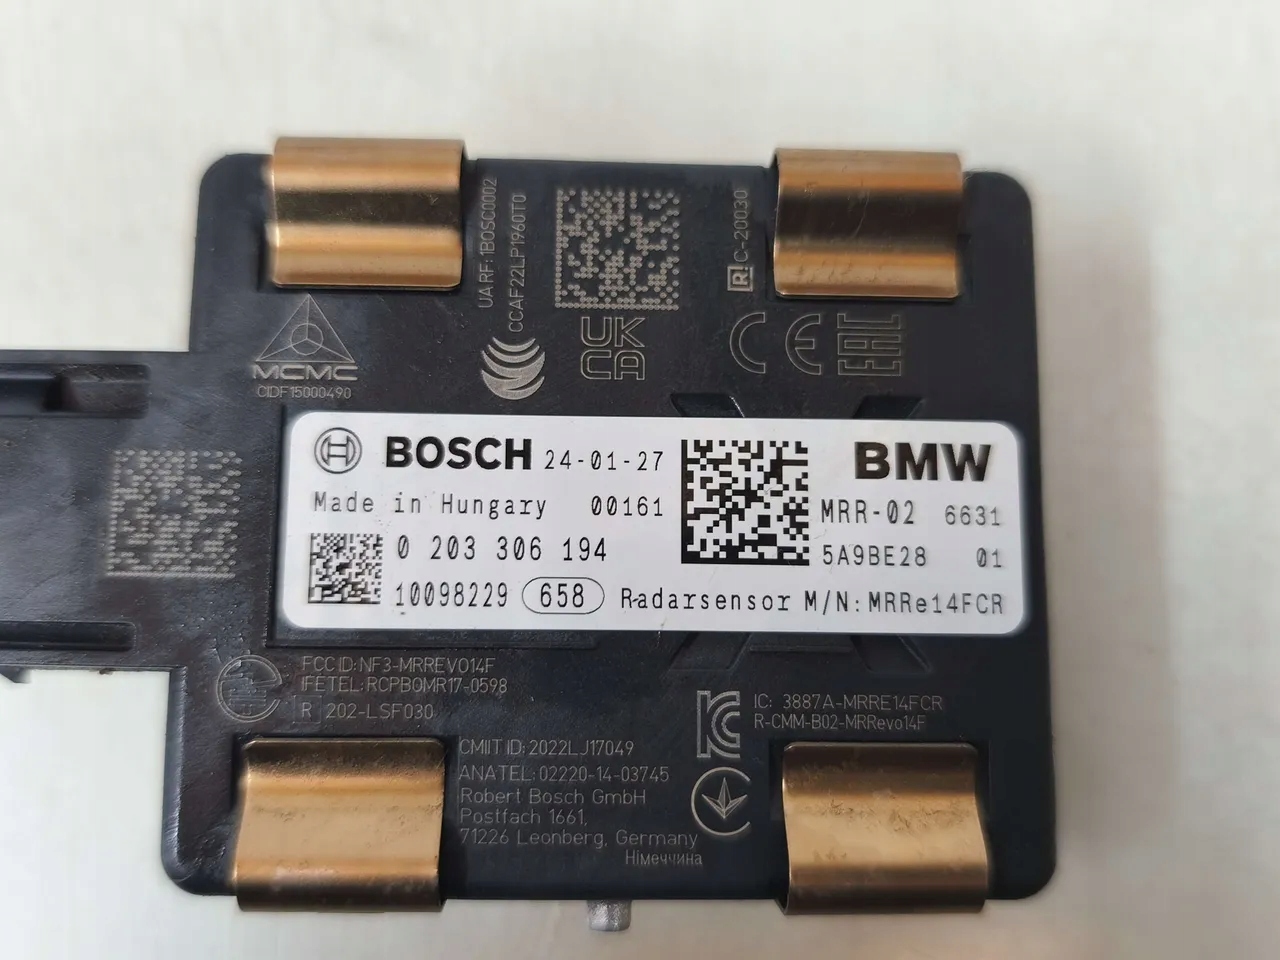 UA RF: 1BOSC0002
CCAF22LP1960T0
R C-20030
MCMC
CIDF15000490
UK
CA
CE
EAC
BOSCH 24-01-27
Made in Hungary 00161
0 203 306 194
10098229 658 Radarsensor M/N: MRRe14FCR
BMW
MRR-02 6631
5A9BE28 01
FCC ID: NF3-MRREVO14F
IFETEL: RCPBOMR17-0598
R 202-LSF030
IC: 3887A-MRRE14FCR
R-CMM-B02-MRRevo14F
CMIIT ID: 2022LJ17049
ANATEL: 02220-14-03745
Robert Bosch GmbH
Postfach 1661,
71226 Leonberg, Germany
Німеччина